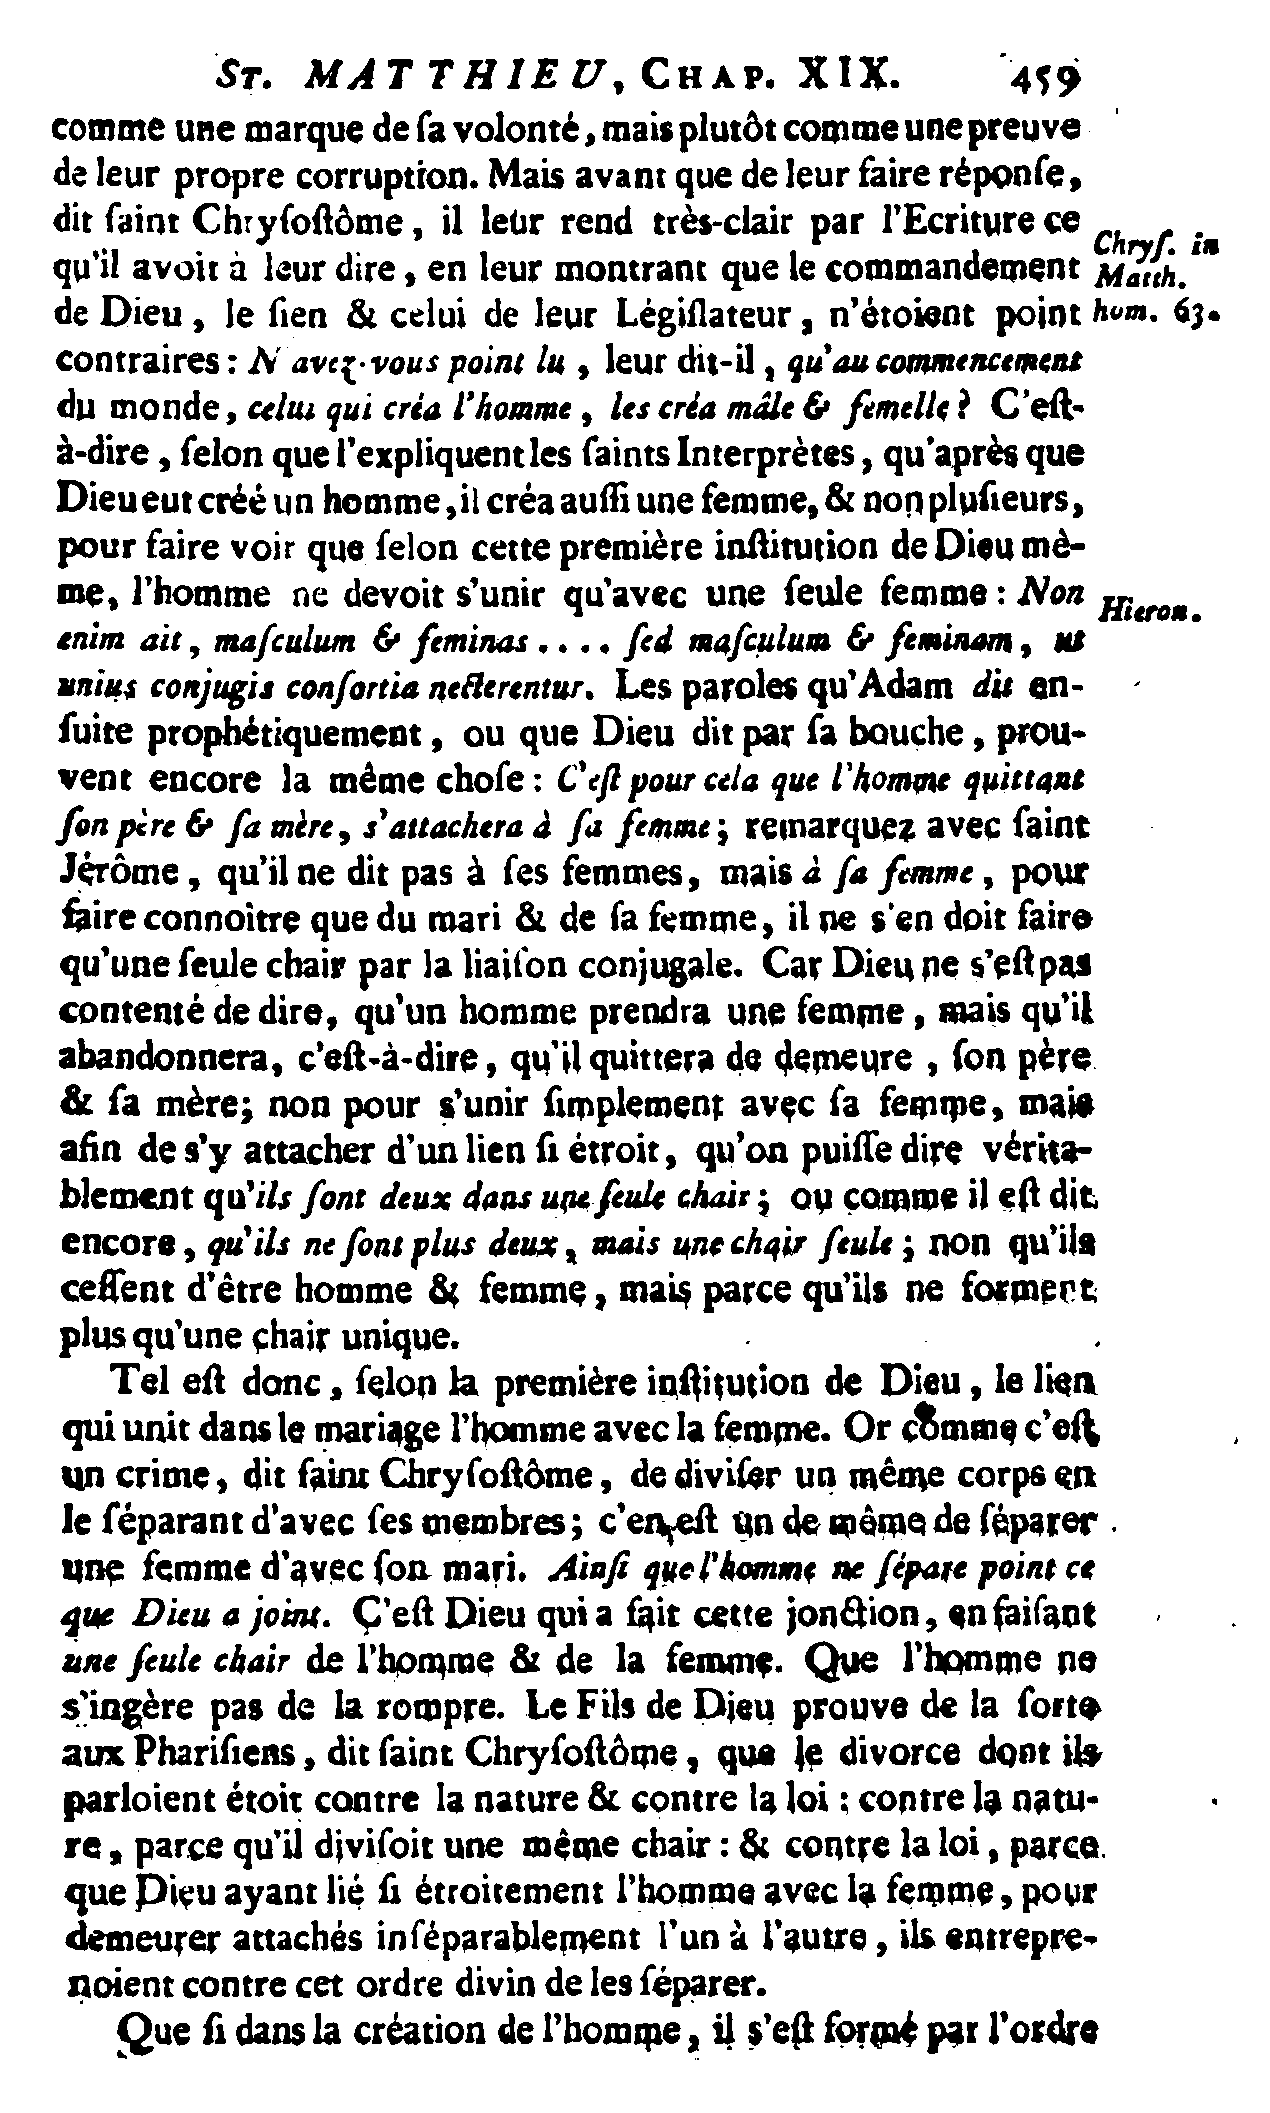 ST. MATTHIEU, CHAP. XIX. 459
comme une marque de ſa volonté, mais plutôt comme une preuve
de leur propre corruption. Mais avant que de leur faire réponſe,
dit ſaint Chryſoſtôme, il leur rend très-clair par l'Ecriture ce
qu'il avoit à leur dire, en leur montrant que le commandement
Chryſ. in
Matth.
hom. 63.
de Dieu, le ſien & celui de leur Légiſlateur, n'étoient point
contraires : N'avez-vous point lu, leur dit-il, qu'au commencement
du monde, celui qui créa l'homme, les créa mâle & femelle ? C'eſt-
à-dire, ſelon que l'expliquent les ſaints Interprètes, qu'après que
Dieu eut créé un homme, il créa auſſi une femme, & non pluſieurs,
pour faire voir que ſelon cette première inſtitution de Dieu mê-
me, l'homme ne devoit s'unir qu'avec une ſeule femme : Non
Hieron.
enim ait, maſculum & feminas .... ſed maſculum & feminam, ut
unius conjugis conſortia necterentur. Les paroles qu'Adam dit en-
ſuite prophétiquement, ou que Dieu dit par ſa bouche, prou-
vent encore la même choſe : C'eſt pour cela que l'homme quittant
ſon père & ſa mère, s'attachera à ſa femme ; remarquez avec ſaint
Jérôme, qu'il ne dit pas à ſes femmes, mais à ſa femme, pour
faire connoître que du mari & de ſa femme, il ne s'en doit faire
qu'une ſeule chair par la liaiſon conjugale. Car Dieu ne s'eſt pas
contenté de dire, qu'un homme prendra une femme, mais qu'il
abandonnera, c'eſt-à-dire, qu'il quittera de demeure, ſon père
& ſa mère ; non pour s'unir ſimplement avec ſa femme, mais
afin de s'y attacher d'un lien ſi étroit, qu'on puiſſe dire vérita-
blement qu'ils ſont deux dans une ſeule chair ; ou comme il eſt dit
encore, qu'ils ne ſont plus deux, mais une chair ſeule ; non qu'ils
ceſſent d'être homme & femme, mais parce qu'ils ne forment
plus qu'une chair unique.
Tel eſt donc, ſelon la première inſtitution de Dieu, le lien
qui unit dans le mariage l'homme avec la femme. Or comme c'eſt
un crime, dit ſaint Chryſoſtôme, de diviſer un même corps en
le ſéparant d'avec ſes membres ; c'en eſt un de même de ſéparer
une femme d'avec ſon mari. Ainſi que l'homme ne ſépare point ce
que Dieu a joint. C'eſt Dieu qui a fait cette jonction, en faiſant
une ſeule chair de l'homme & de la femme. Que l'homme ne
s'ingère pas de la rompre. Le Fils de Dieu prouve de la ſorte
aux Phariſiens, dit ſaint Chryſoſtôme, que le divorce dont ils
parloient étoit contre la nature & contre la loi : contre la natu-
re, parce qu'il diviſoit une même chair : & contre la loi, parce
que Dieu ayant lié ſi étroitement l'homme avec la femme, pour
demeurer attachés inſéparablement l'un à l'autre, ils entrepre-
noient contre cet ordre divin de les ſéparer.
Que ſi dans la création de l'homme, il s'eſt formé par l'ordre